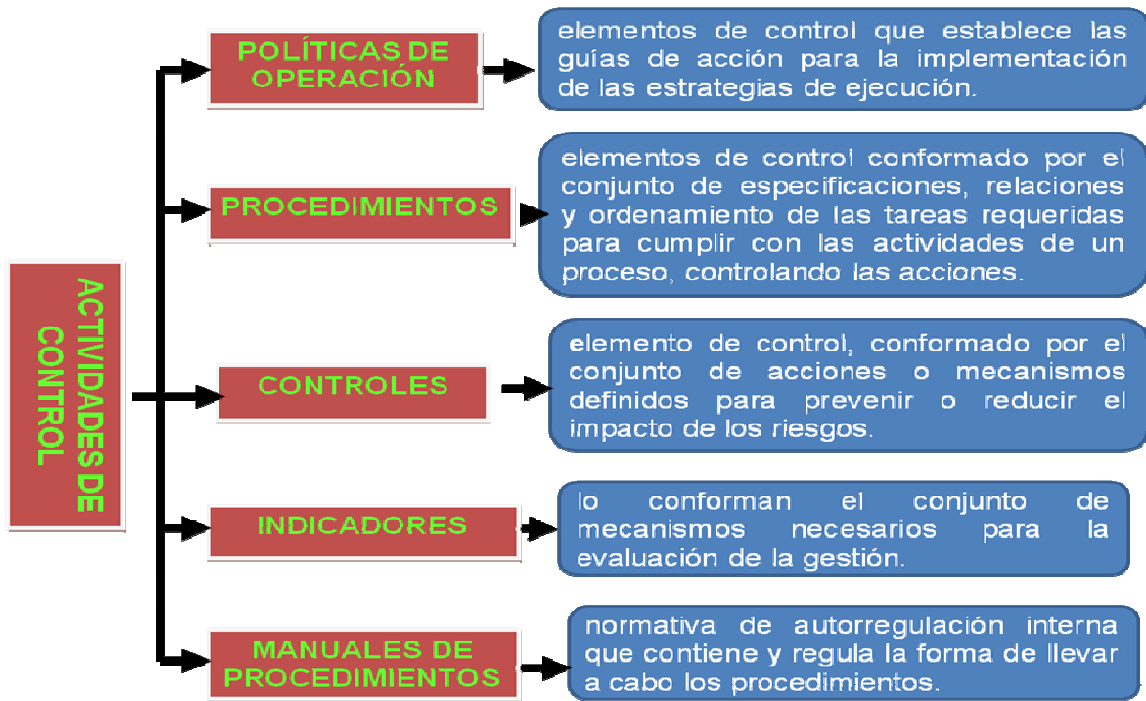 ACTIVIDADES DE
CONTROL
POLÍTICAS DE
OPERACIÓN
elementos de control que establece las
guías de acción para la implementación
de las estrategias de ejecución.
PROCEDIMIENTOS
elementos de control conformado por el
conjunto de especificaciones, relaciones
y ordenamiento de las tareas requeridas
para cumplir con las actividades de un
proceso, controlando las acciones.
CONTROLES
elemento de control, conformado por el
conjunto de acciones o mecanismos
definidos para prevenir o reducir el
impacto de los riesgos.
INDICADORES
lo conforman el conjunto de
mecanismos necesarios para la
evaluación de la gestión.
MANUALES DE
PROCEDIMIENTOS
normativa de autorregulación interna
que contiene y regula la forma de llevar
a cabo los procedimientos.